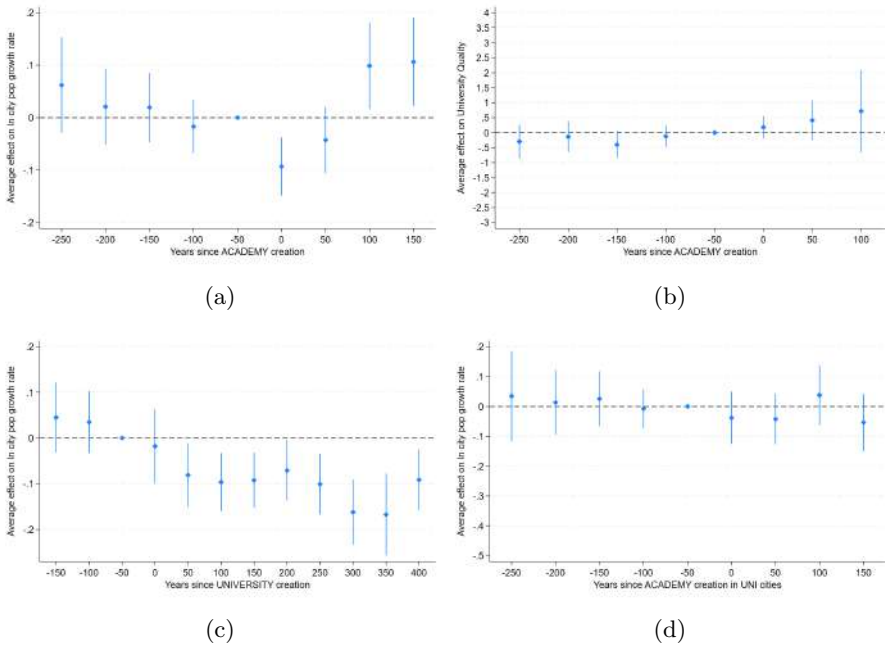 Average effect on ln city pop growth rate
.2
.1
0
-.1
-.2
-250 -200 -150 -100 -50 0 50 100 150
Years since ACADEMY creation
(a)
Average effect on University Quality
4
3.5
3
2.5
2
1.5
1
.5
0
-.5
-1
-1.5
-2
-2.5
-3
-250 -200 -150 -100 -50 0 50 100
Years since ACADEMY creation
(b)
Average effect on ln city pop growth rate
.2
.1
0
-.1
-.2
-150 -100 -50 0 50 100 150 200 250 300 350 400
Years since UNIVERSITY creation
(c)
Average effect on ln city pop growth rate
.2
.1
0
-.1
-.2
-.3
-.4
-.5
-250 -200 -150 -100 -50 0 50 100 150
Years since ACADEMY creation in UNI cities
(d)